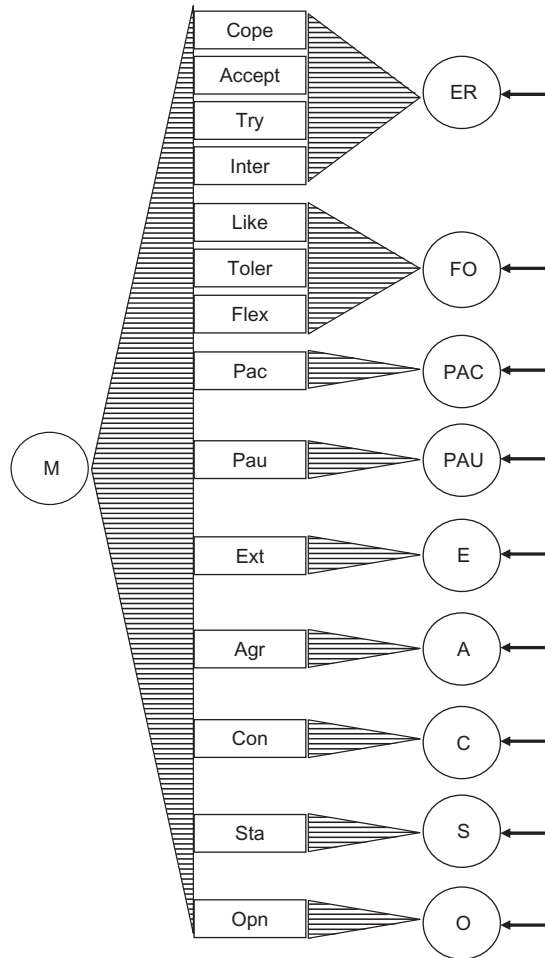 Cope
Accept
ER
Try
Inter
Like
Toler
FO
Flex
Pac
PAC
M
Pau
PAU
Ext
E
Agr
A
Con
C
Sta
S
Opn
O